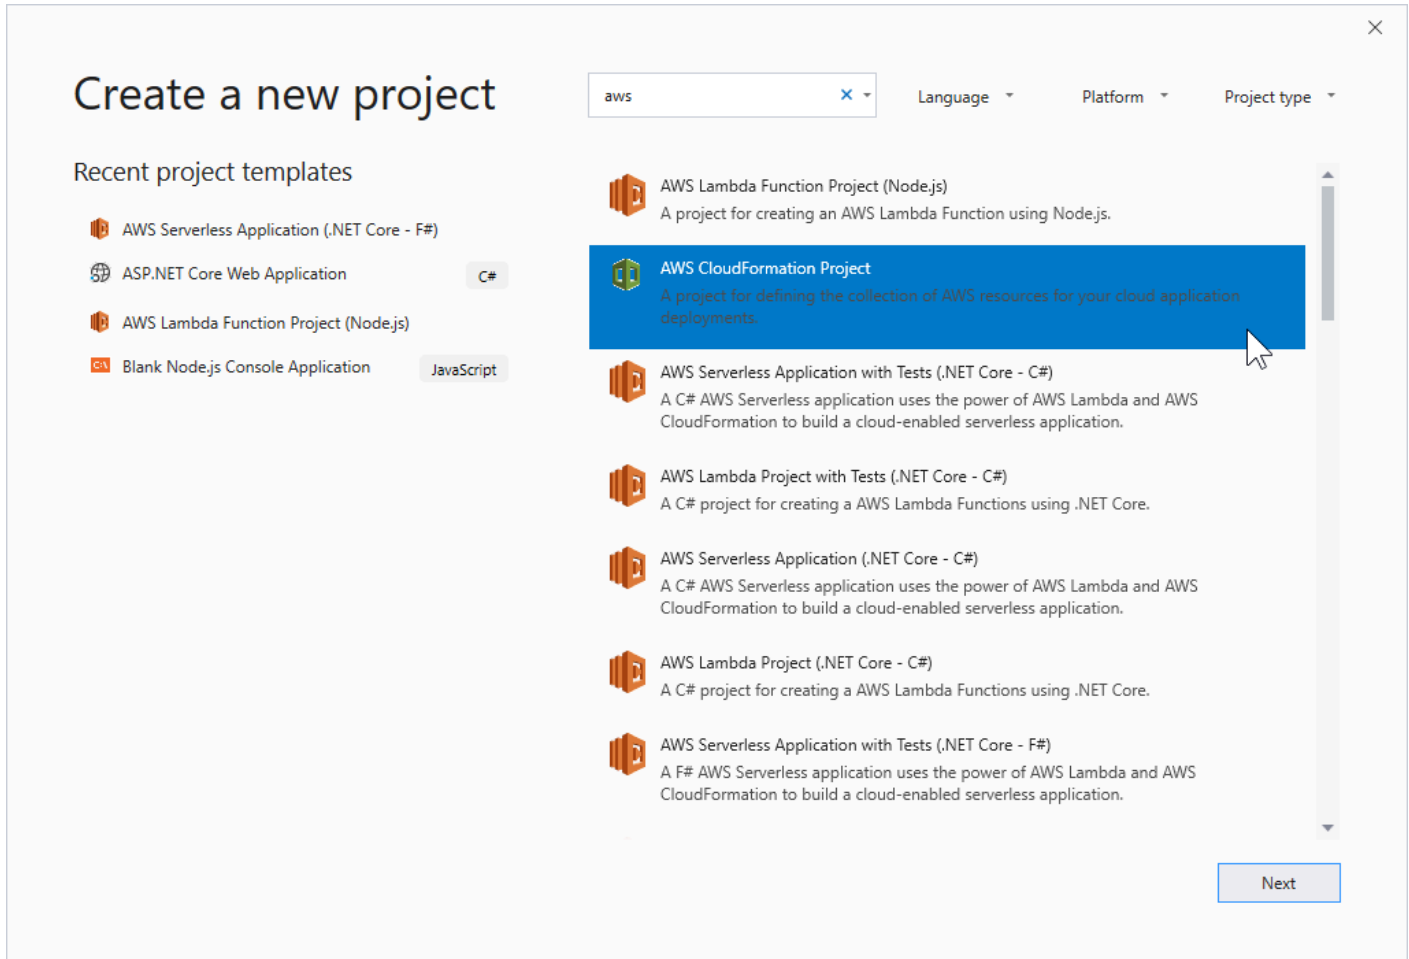 Create a new project
aws
Language
Platform
Project type
Recent project templates
AWS Serverless Application (.NET Core - F#)
ASP.NET Core Web Application
C#
AWS Lambda Function Project (Node.js)
Blank Node.js Console Application
JavaScript
AWS Lambda Function Project (Node.js)
A project for creating an AWS Lambda Function using Node.js.
AWS CloudFormation Project
A project for defining the collection of AWS resources for your cloud application
deployments.
AWS Serverless Application with Tests (.NET Core - C#)
A C# AWS Serverless application uses the power of AWS Lambda and AWS
CloudFormation to build a cloud-enabled serverless application.
AWS Lambda Project with Tests (.NET Core - C#)
A C# project for creating a AWS Lambda Functions using .NET Core.
AWS Serverless Application (.NET Core - C#)
A C# AWS Serverless application uses the power of AWS Lambda and AWS
CloudFormation to build a cloud-enabled serverless application.
AWS Lambda Project (.NET Core - C#)
A C# project for creating a AWS Lambda Functions using .NET Core.
AWS Serverless Application with Tests (.NET Core - F#)
A F# AWS Serverless application uses the power of AWS Lambda and AWS
CloudFormation to build a cloud-enabled serverless application.
Next